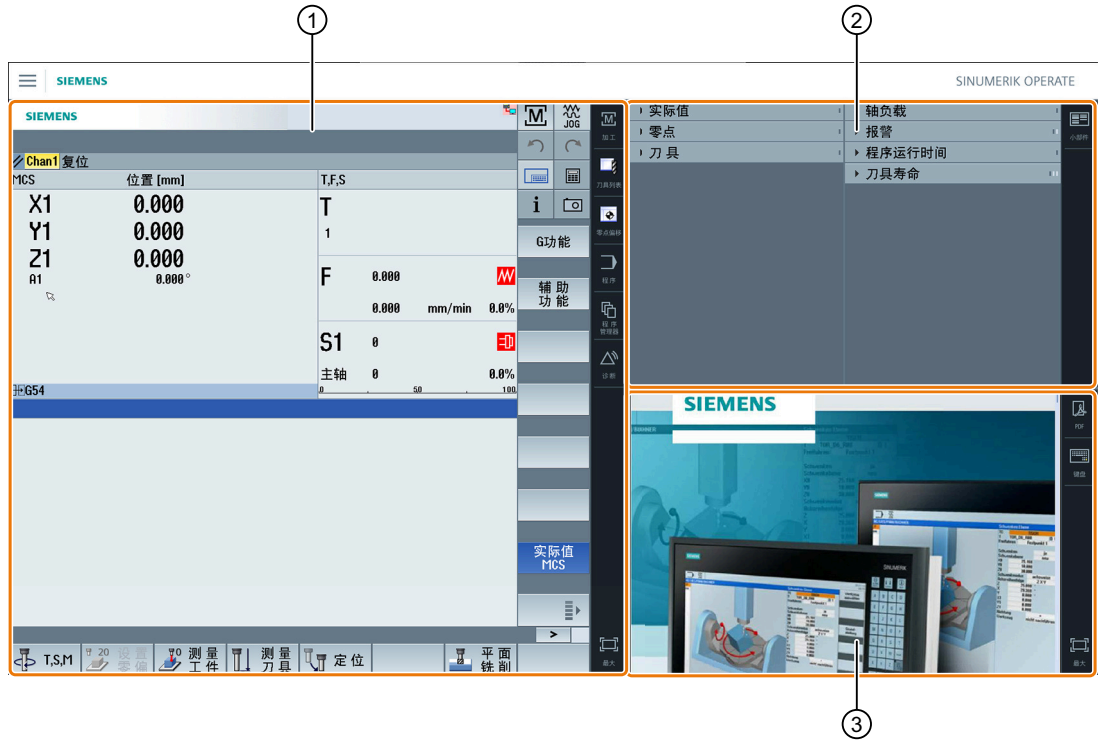 1
2
SIEMENS
SINUMERIK OPERATE
SIEMENS
Chan1 复位
MCS 位置 [mm]
X1 0.000
Y1 0.000
Z1 0.000
A1 0.000 °
G54
T,F,S
T
1
F 0.000
0.000 mm/min 0.0%
S1 0
主轴 0 0.0%
0 50 100
M
JOG
i
G功能
辅助
功能
实际值
MCS
>
T,S,M
设置
零偏
测量
工件
测量
刀具
定位
平面
铣削
M
加工
刀具列表
零点偏移
程序
程序
管理器
诊断
最大
实际值
零点
刀具
轴负载
报警
程序运行时间
刀具寿命
小部件
SIEMENS
SIEMENS
SINUMERIK
PDF
键盘
最大
3